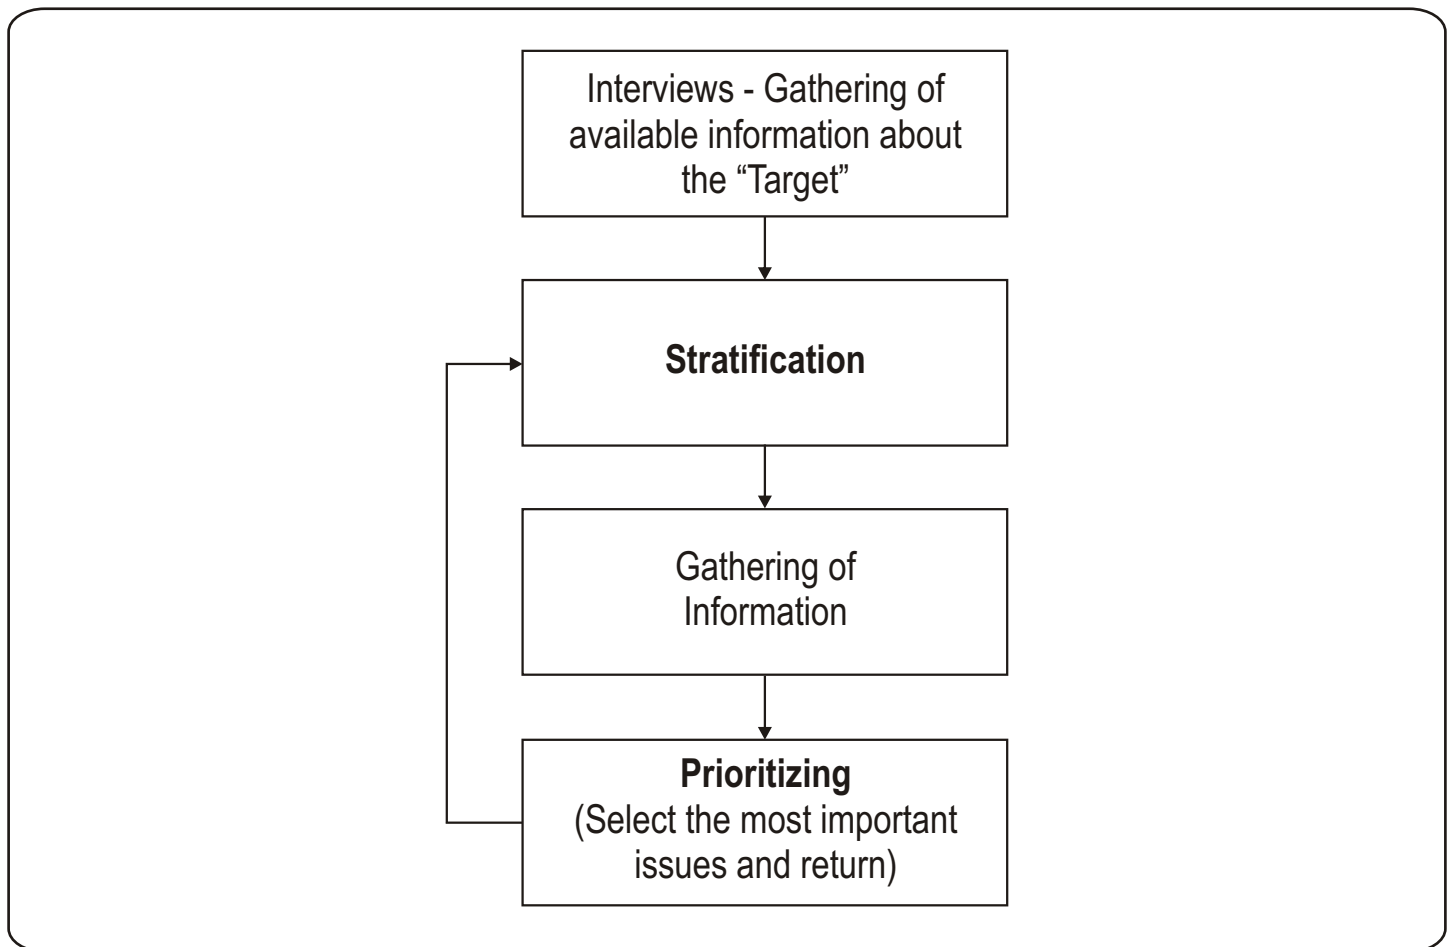 Interviews - Gathering of
available information about
the “Target”
Stratification
Gathering of
Information
Prioritizing
(Select the most important
issues and return)